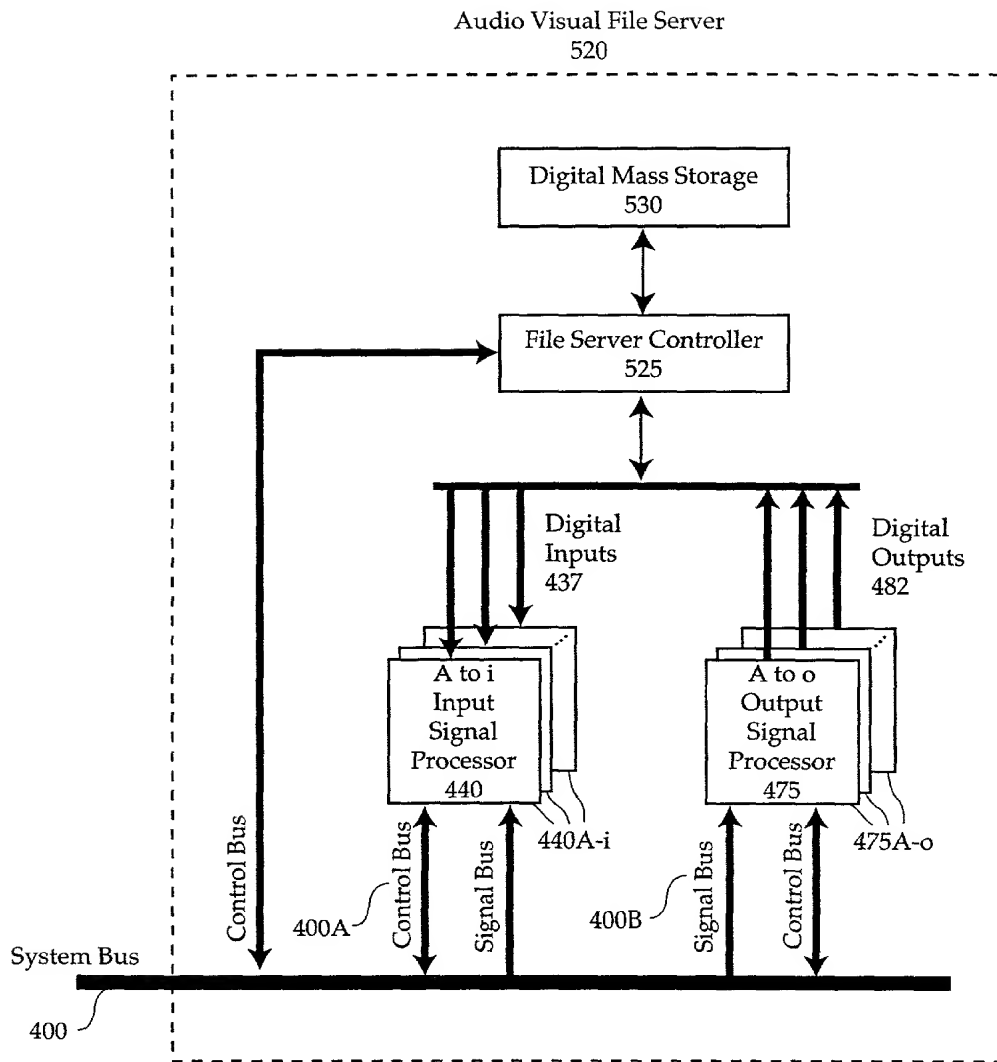 Audio Visual File Server
520
Digital Mass Storage
530
File Server Controller
525
Digital
Inputs
437
Digital
Outputs
482
A to i
Input
Signal
Processor
440
A to o
Output
Signal
Processor
475
440A-i
475A-o
Control Bus
400A
Control Bus
Signal Bus
400B
Signal Bus
Control Bus
System Bus
400